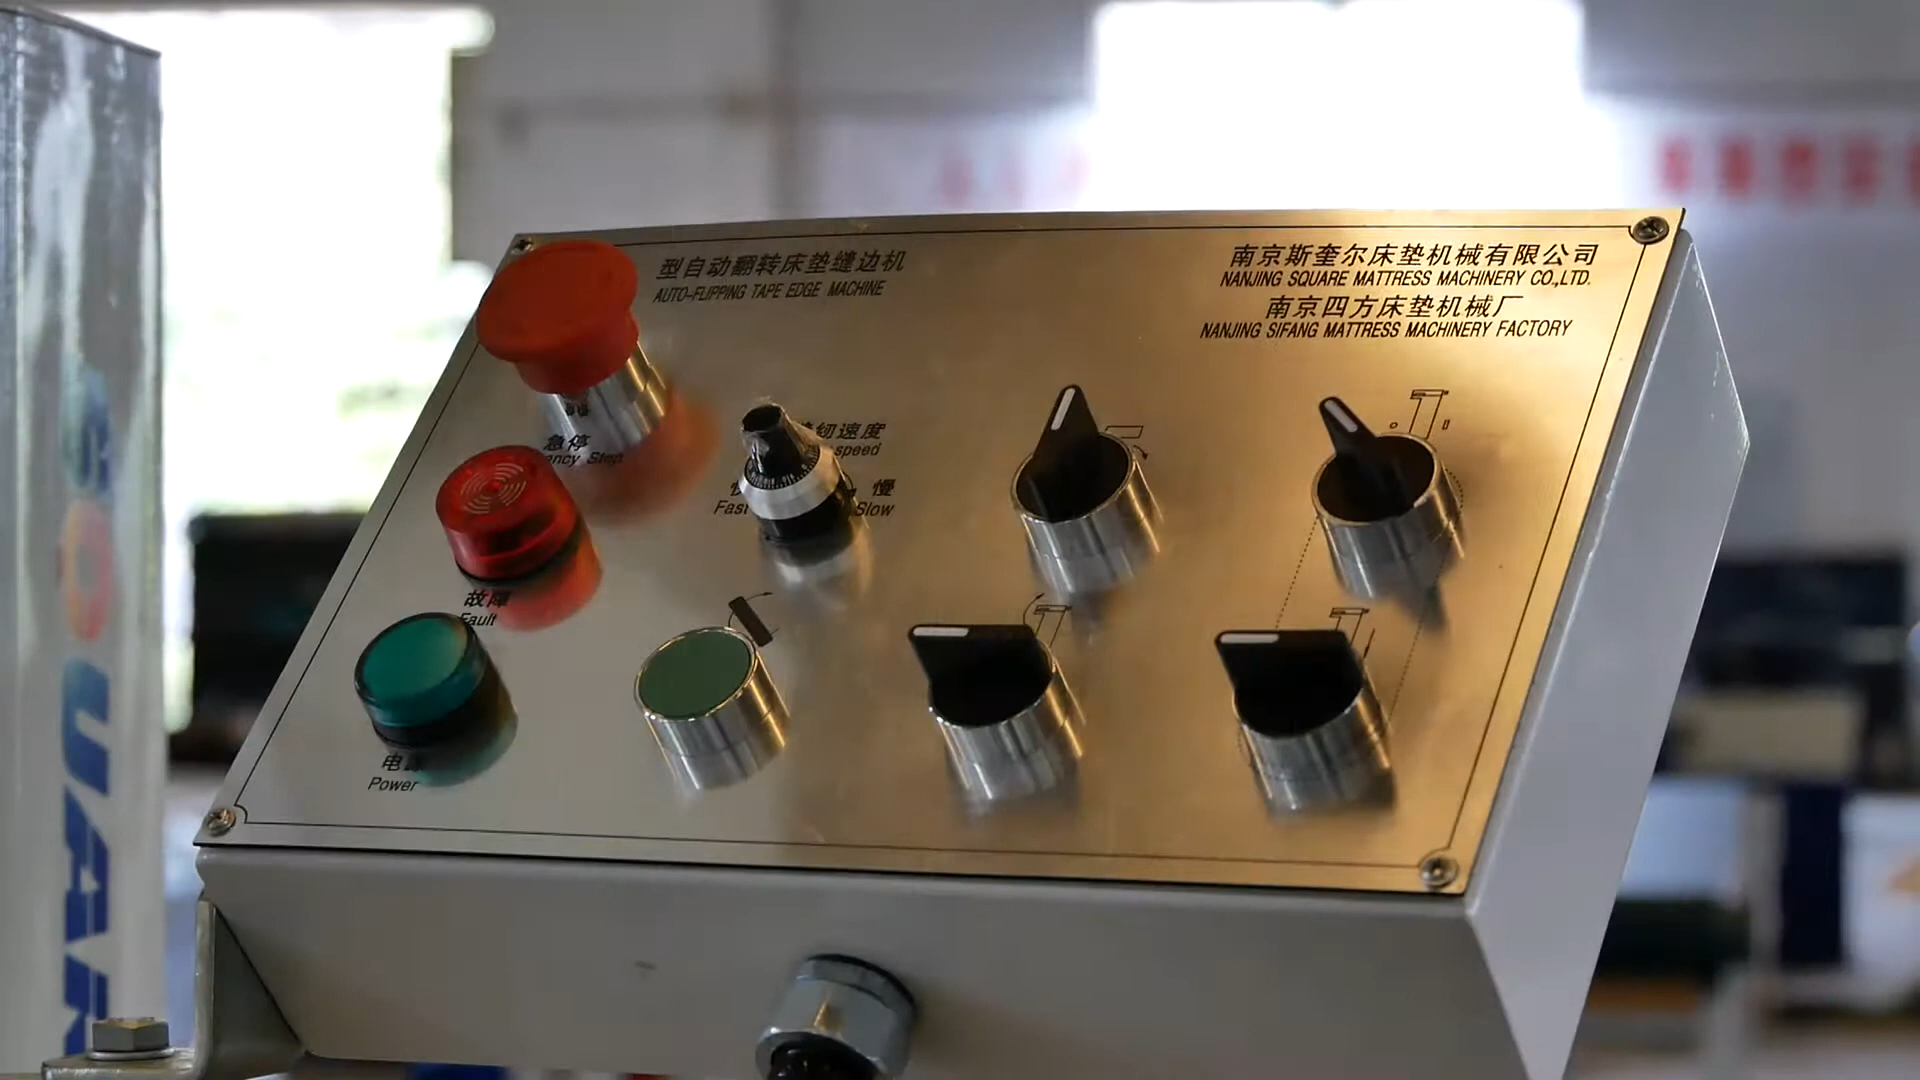 型自动翻转床垫缝边机
AUTO-FLIPPING TAPE EDGE MACHINE
南京斯奎尔床垫机械有限公司
NANJING SQUARE MATTRESS MACHINERY CO.,LTD.
南京四方床垫机械厂
NANJING SIFANG MATTRESS MACHINERY FACTORY
急停
Stop
纫速度
speed
慢
Fast Slow
故障
Fault
电
Power